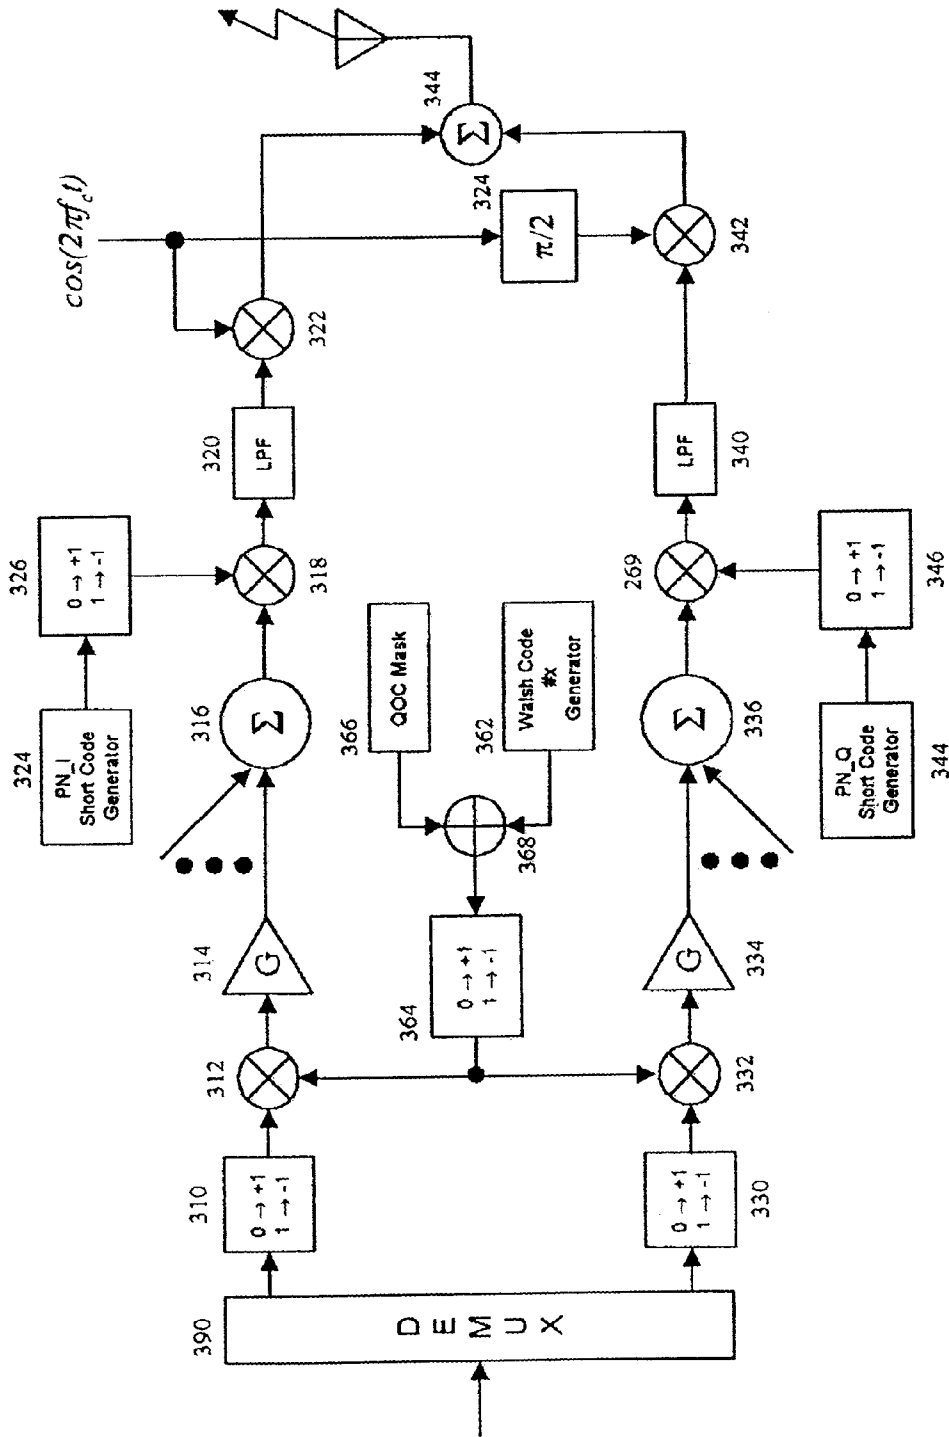 390
D
E
M
U
X
310
0 → +1
1 → -1
312
314
G
316
Σ
324
PN_I
Short Code
Generator
326
0 → +1
1 → -1
318
320
LPF
322
cos(2πf_c t)
344
Σ
324
π/2
366
QOC Mask
362
Walsh Code
#x
Generator
368
364
0 → +1
1 → -1
330
0 → +1
1 → -1
332
334
G
336
Σ
344
PN_Q
Short Code
Generator
346
0 → +1
1 → -1
269
340
LPF
342